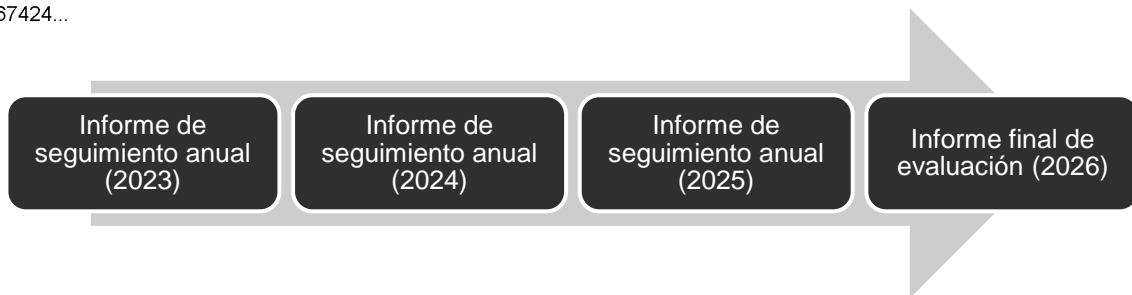 67424...
Informe de
seguimiento anual
(2023)
Informe de
seguimiento anual
(2024)
Informe de
seguimiento anual
(2025)
Informe final de
evaluación (2026)